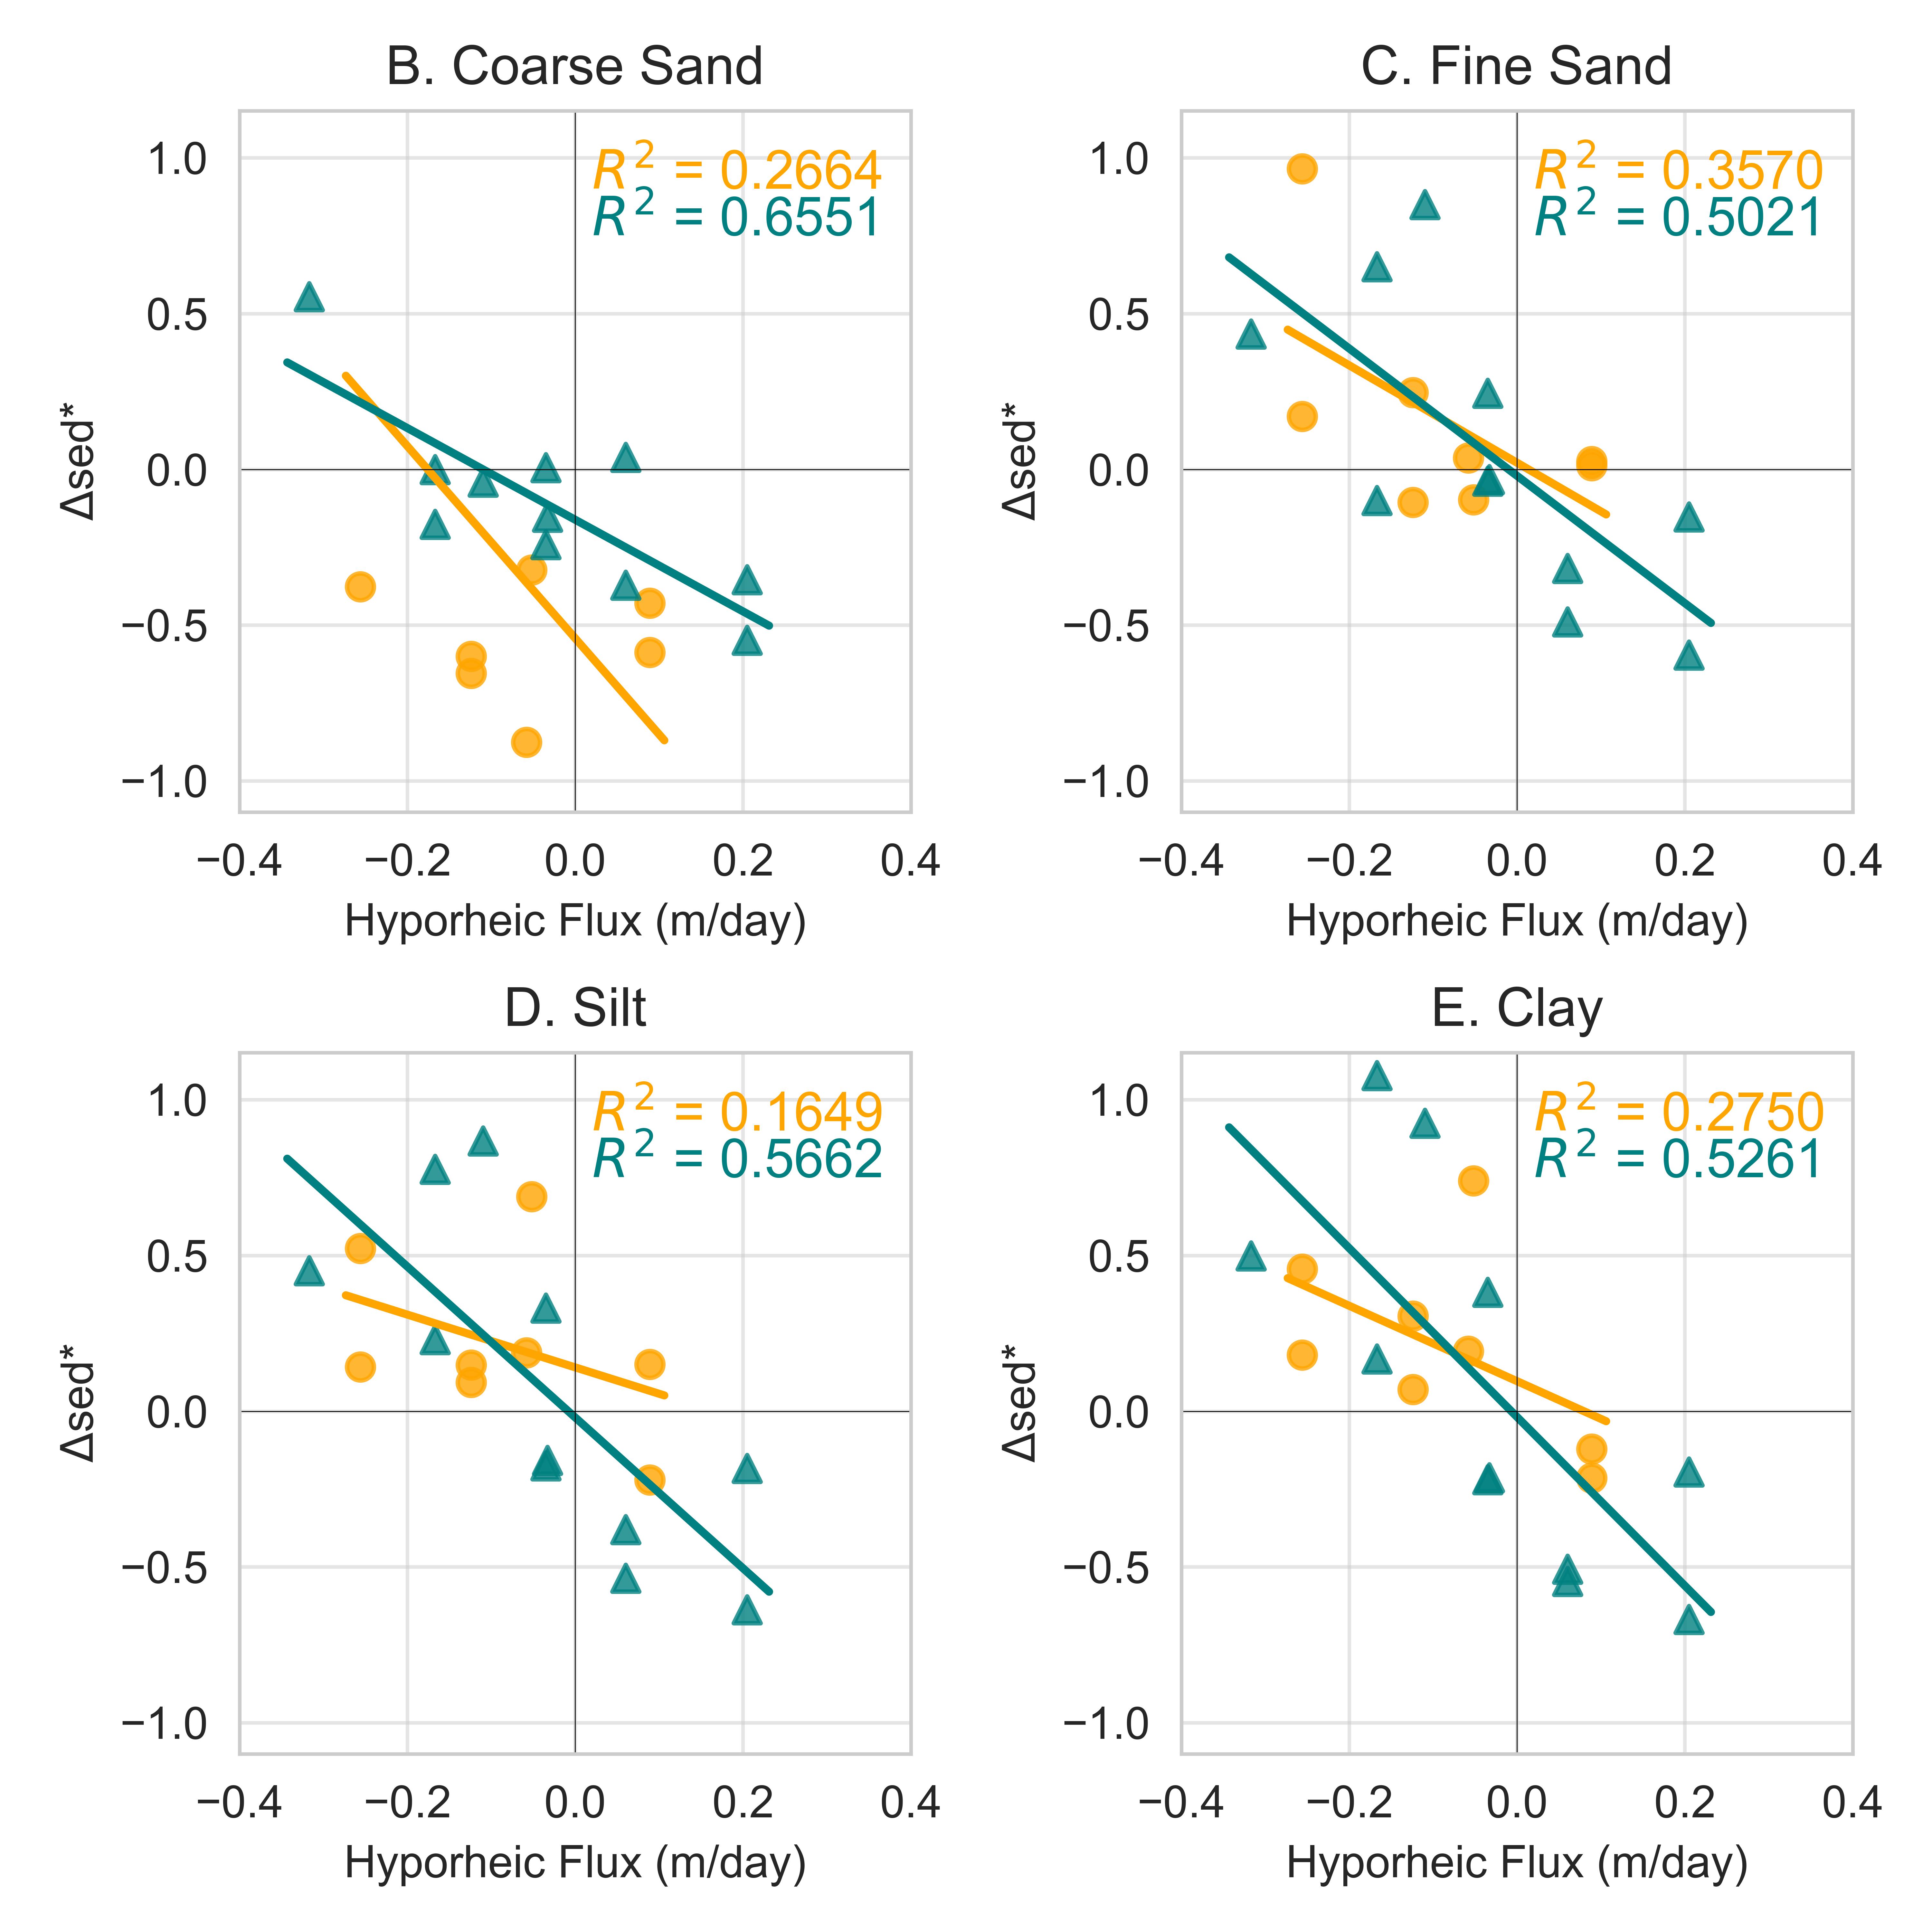 B. Coarse Sand
R² = 0.2664
R² = 0.6551
1.0
0.5
0.0
−0.5
−1.0
Δsed*
−0.4 −0.2 0.0 0.2 0.4
Hyporheic Flux (m/day)
C. Fine Sand
R² = 0.3570
R² = 0.5021
1.0
0.5
0.0
−0.5
−1.0
Δsed*
−0.4 −0.2 0.0 0.2 0.4
Hyporheic Flux (m/day)
D. Silt
R² = 0.1649
R² = 0.5662
1.0
0.5
0.0
−0.5
−1.0
Δsed*
−0.4 −0.2 0.0 0.2 0.4
Hyporheic Flux (m/day)
E. Clay
R² = 0.2750
R² = 0.5261
1.0
0.5
0.0
−0.5
−1.0
Δsed*
−0.4 −0.2 0.0 0.2 0.4
Hyporheic Flux (m/day)